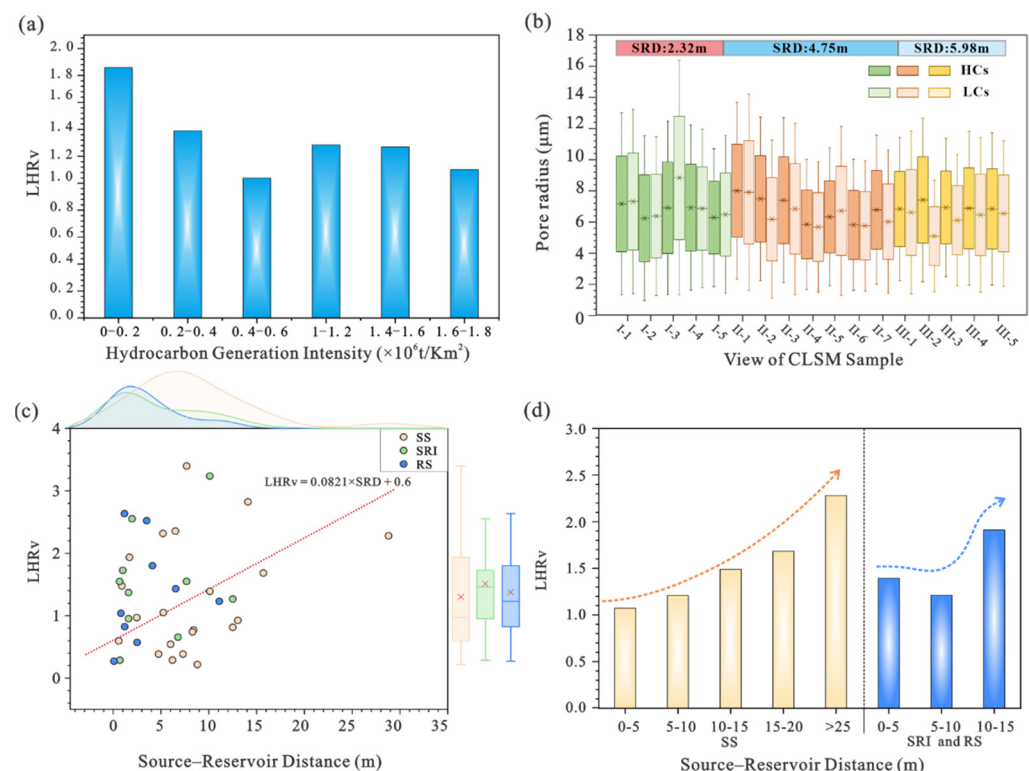 (a)
2. 0
1. 8
1. 6
1. 4
1. 2
1. 0
0. 8
0. 6
0. 4
0. 2
0. 0
LHRv
0−0. 2
0. 2−0. 4
0. 4−0. 6
1−1. 2
1. 4−1. 6
1. 6−1. 8
Hydrocarbon Generation Intensity (×10⁶t/Km²)
(b)
18
16
14
12
10
8
6
4
2
0
Pore radius (μm)
SRD:2.32m
SRD:4.75m
SRD:5.98m
HCs
LCs
I-1
I-2
I-3
I-4
I-5
II-1
II-2
II-3
II-4
II-5
II-6
II-7
III-1
III-2
III-3
III-4
III-5
View of CLSM Sample
(c)
4
3
2
1
0
LHRv
SS
SRI
RS
LHRv = 0.0821×SRD + 0.6
0
5
10
15
20
25
30
35
Source–Reservoir Distance (m)
(d)
3.0
2.5
2.0
1.5
1.0
0.5
0.0
LHRv
0-5
5-10
10-15
15-20
>25
0-5
5-10
10-15
SS
SRI and RS
Source–Reservoir Distance (m)